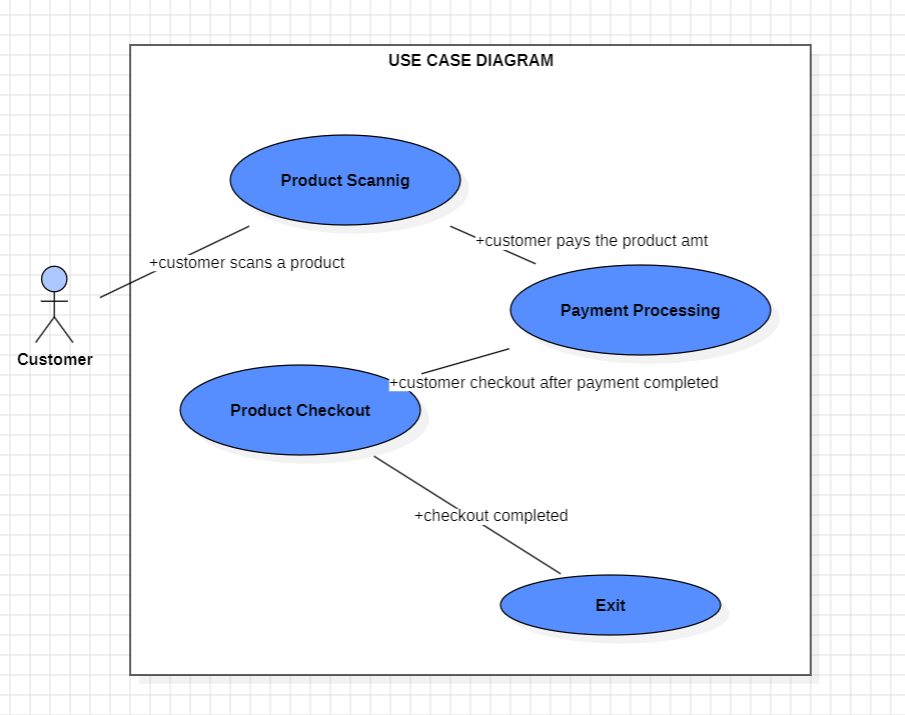 USE CASE DIAGRAM
Product Scannig
+customer pays the product amt
+customer scans a product
Payment Processing
Customer
+customer checkout after payment completed
Product Checkout
+checkout completed
Exit